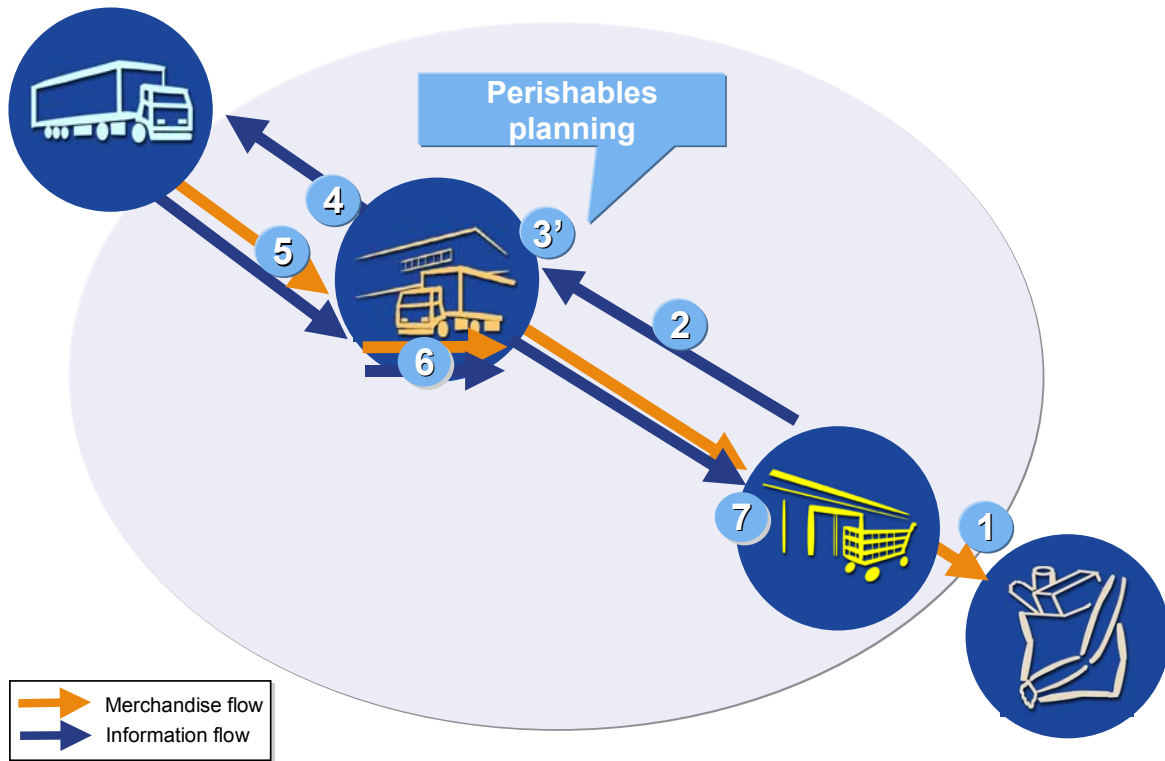 Perishables
planning
4
3’
5
2
6
7
1
Merchandise flow
Information flow